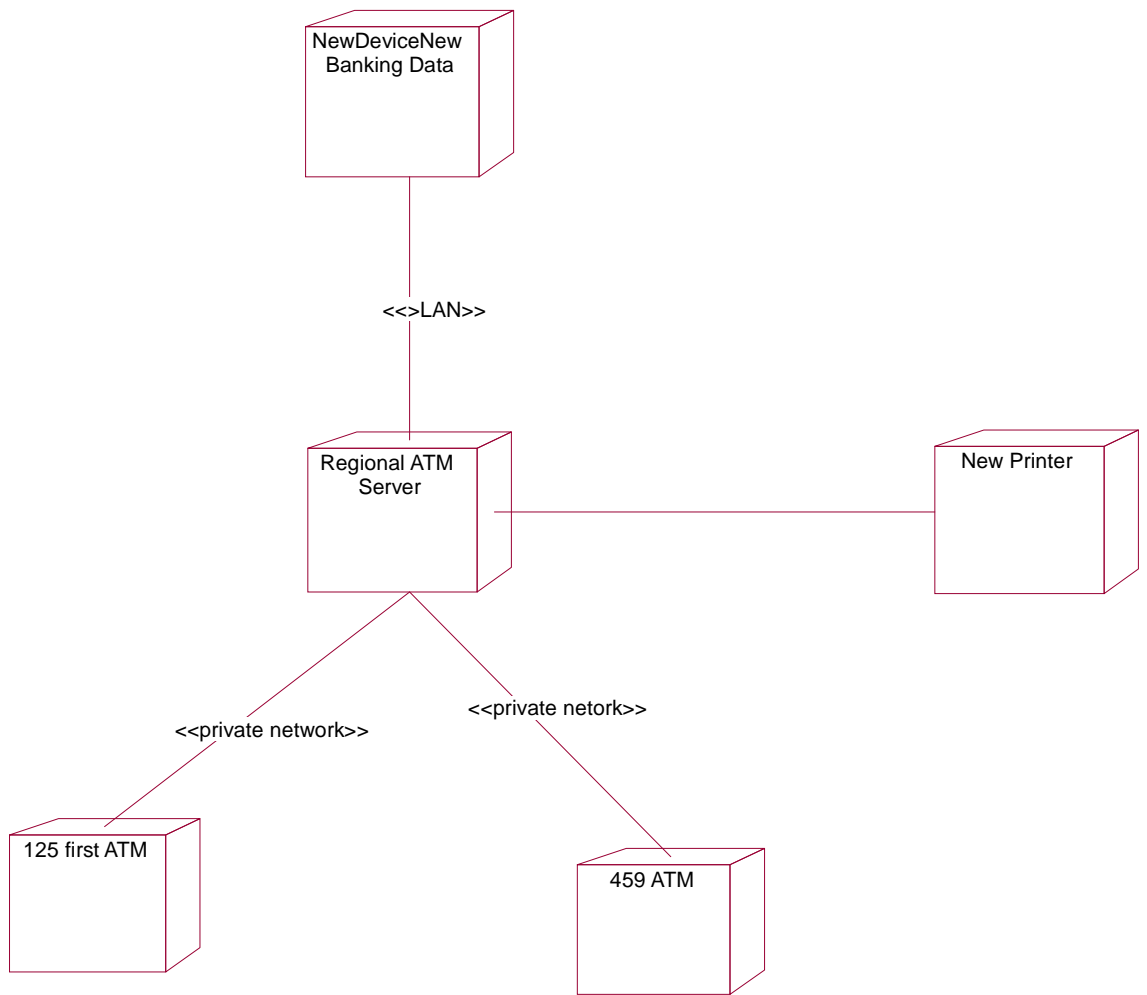 NewDeviceNew
Banking Data
<<>LAN>>
Regional ATM
Server
New Printer
<<private netork>>
<<private network>>
125 first ATM
459 ATM